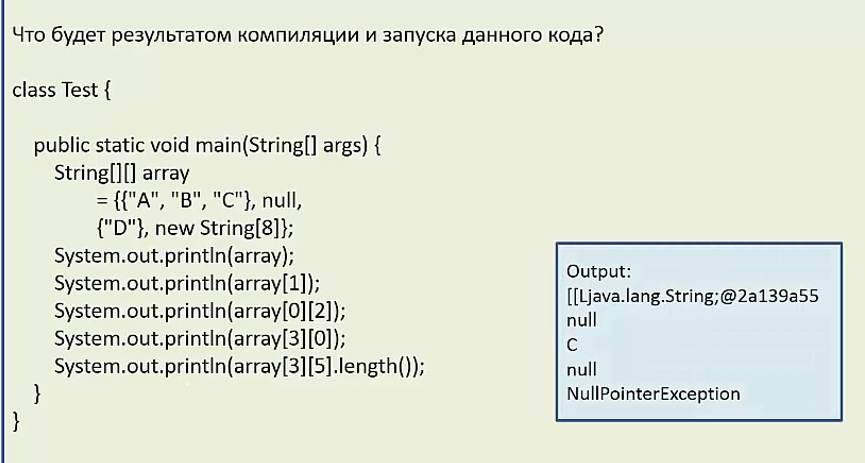 Что будет результатом компиляции и запуска данного кода?
class Test {
public static void main(String[] args) {
String[][] array
= {{"A", "B", "C"}, null,
{"D"}, new String[8]};
System.out.println(array);
System.out.println(array[1]);
System.out.println(array[0][2]);
System.out.println(array[3][0]);
System.out.println(array[3][5].length());
}
}
Output:
[[Ljava.lang.String;@2a139a55
null
C
null
NullPointerException